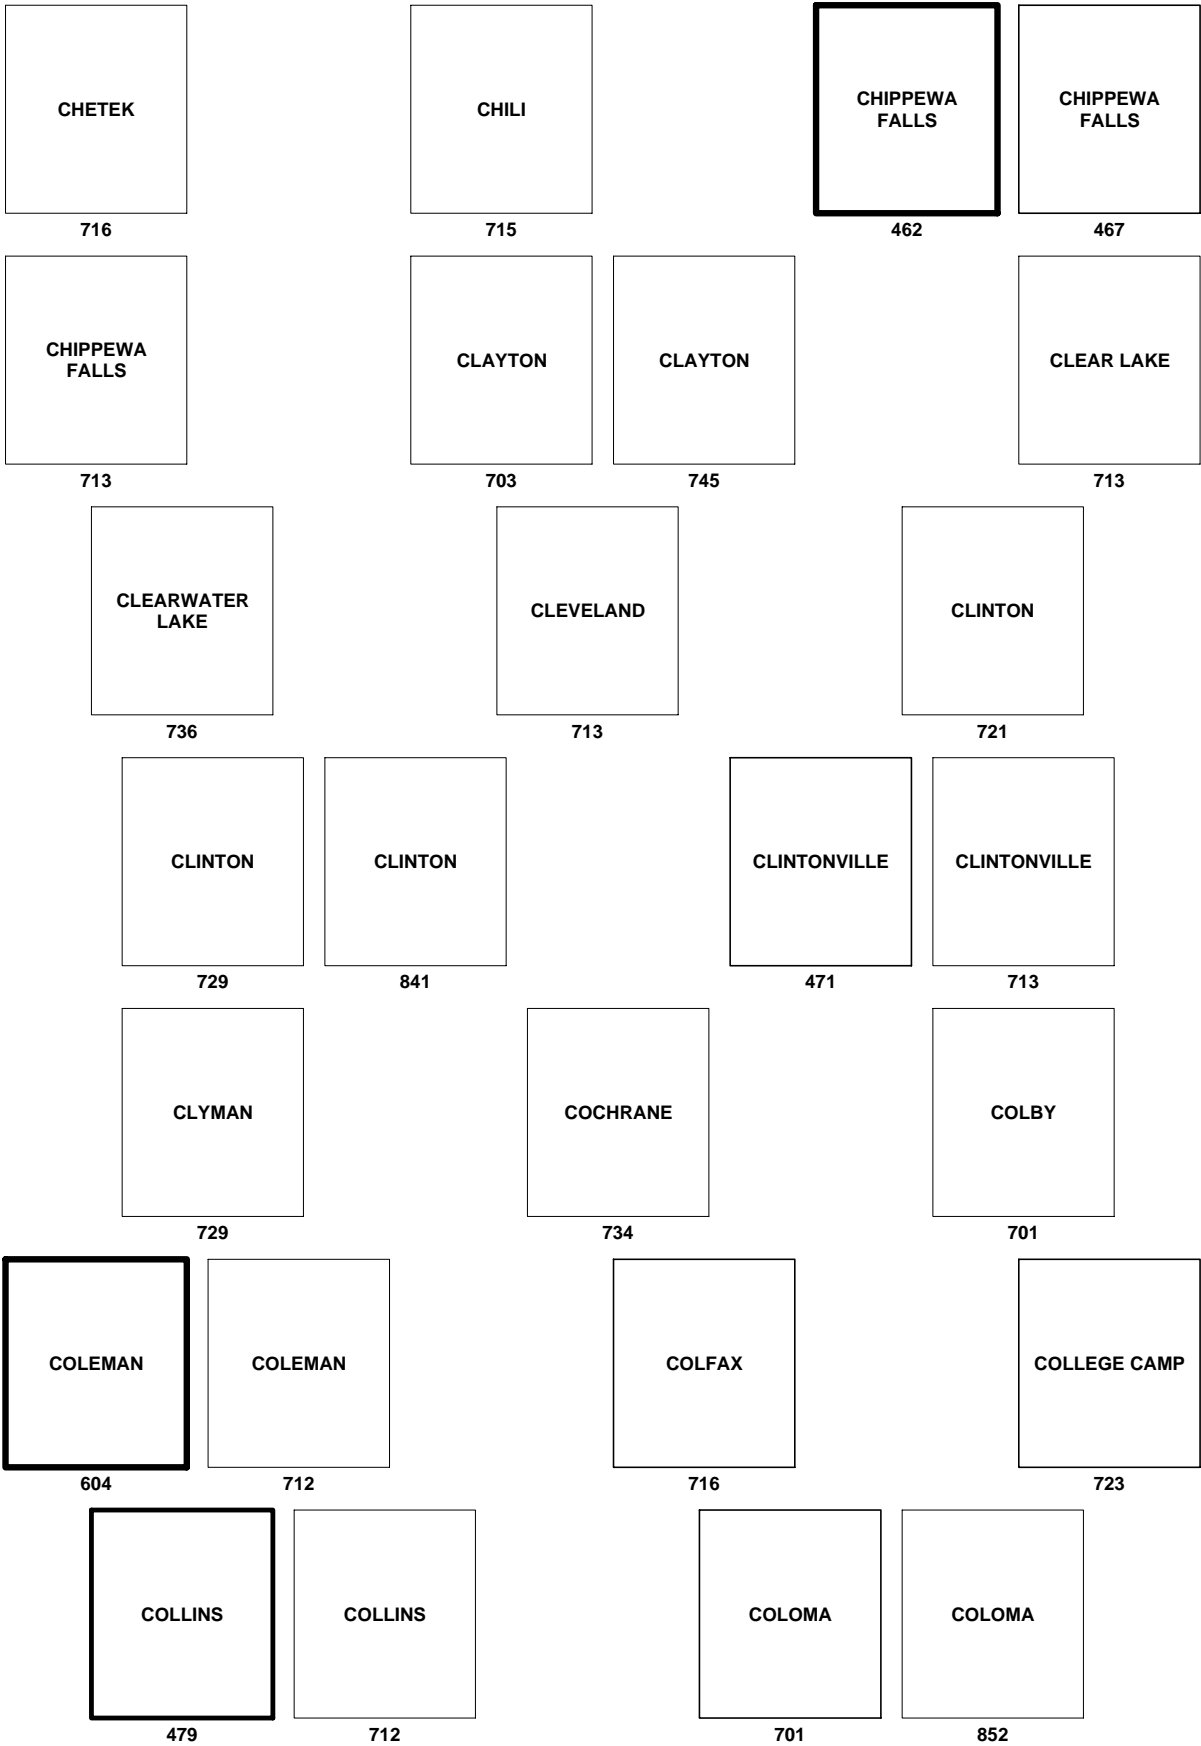 CHETEK
716
CHILI
715
CHIPPEWA
FALLS
462
CHIPPEWA
FALLS
467
CHIPPEWA
FALLS
713
CLAYTON
703
CLAYTON
745
CLEAR LAKE
713
CLEARWATER
LAKE
736
CLEVELAND
713
CLINTON
721
CLINTON
729
CLINTON
841
CLINTONVILLE
471
CLINTONVILLE
713
CLYMAN
729
COCHRANE
734
COLBY
701
COLEMAN
604
COLEMAN
712
COLFAX
716
COLLEGE CAMP
723
COLLINS
479
COLLINS
712
COLOMA
701
COLOMA
852